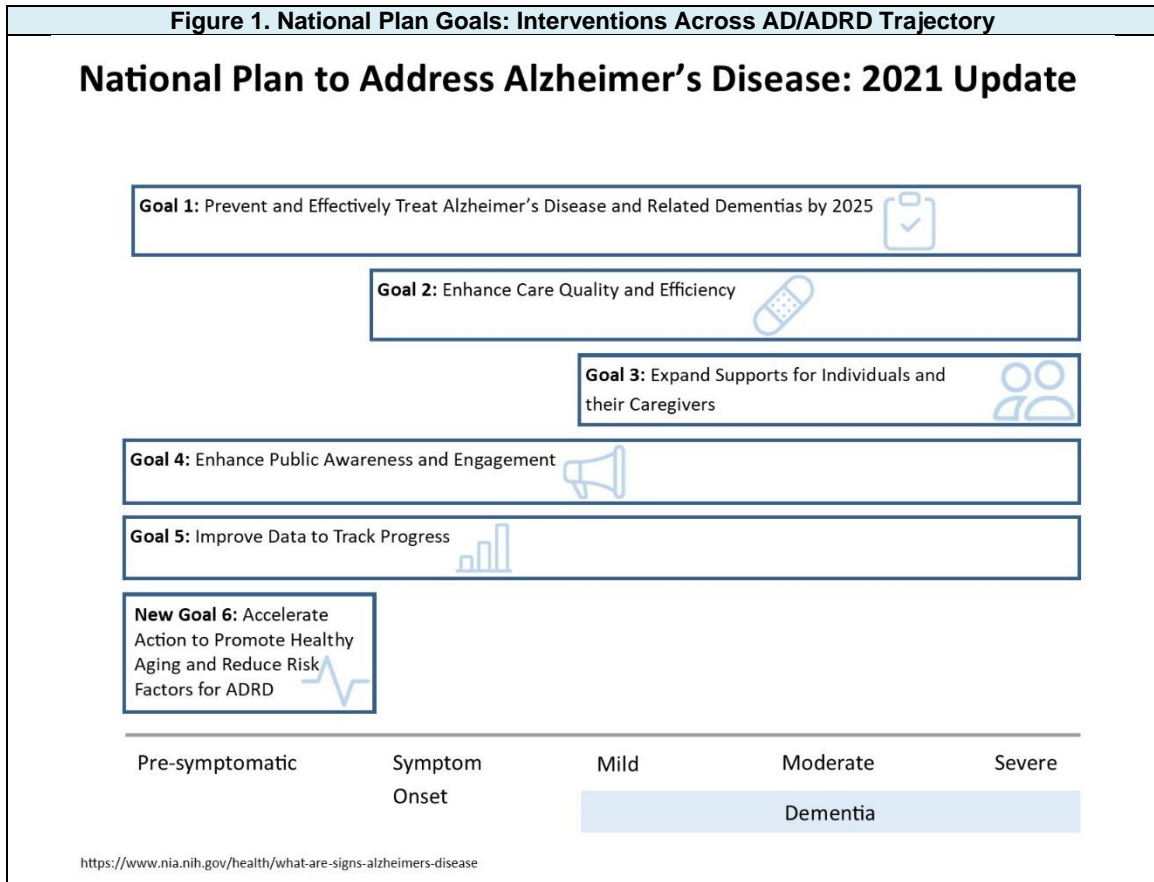 Figure 1. National Plan Goals: Interventions Across AD/ADRD Trajectory
National Plan to Address Alzheimer’s Disease: 2021 Update
Goal 1: Prevent and Effectively Treat Alzheimer’s Disease and Related Dementias by 2025
Goal 2: Enhance Care Quality and Efficiency
Goal 3: Expand Supports for Individuals and
their Caregivers
Goal 4: Enhance Public Awareness and Engagement
Goal 5: Improve Data to Track Progress
New Goal 6: Accelerate
Action to Promote Healthy
Aging and Reduce Risk
Factors for ADRD
Pre-symptomatic
Symptom
Onset
Mild
Moderate
Severe
Dementia
https://www.nia.nih.gov/health/what-are-signs-alzheimers-disease